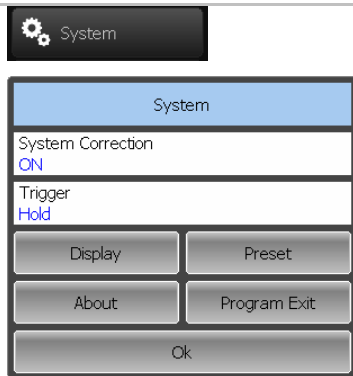 System
System
System Correction
ON
Trigger
Hold
Display Preset
About Program Exit
Ok